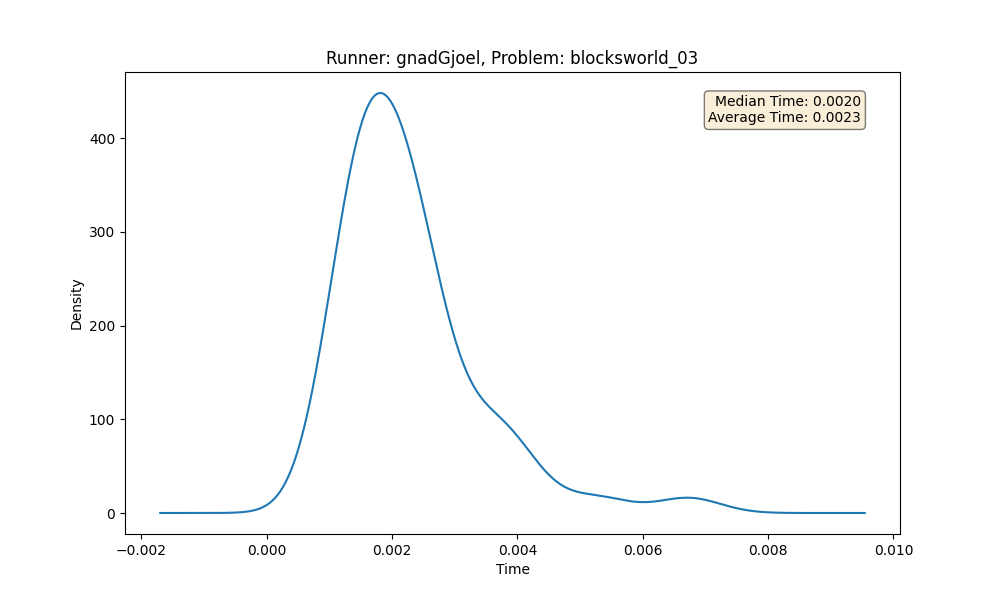 Runner: gnadGjoel, Problem: blocksworld_03
Median Time: 0.0020
Average Time: 0.0023
Density
400
300
200
100
0
−0.002
0.000
0.002
0.004
0.006
0.008
0.010
Time